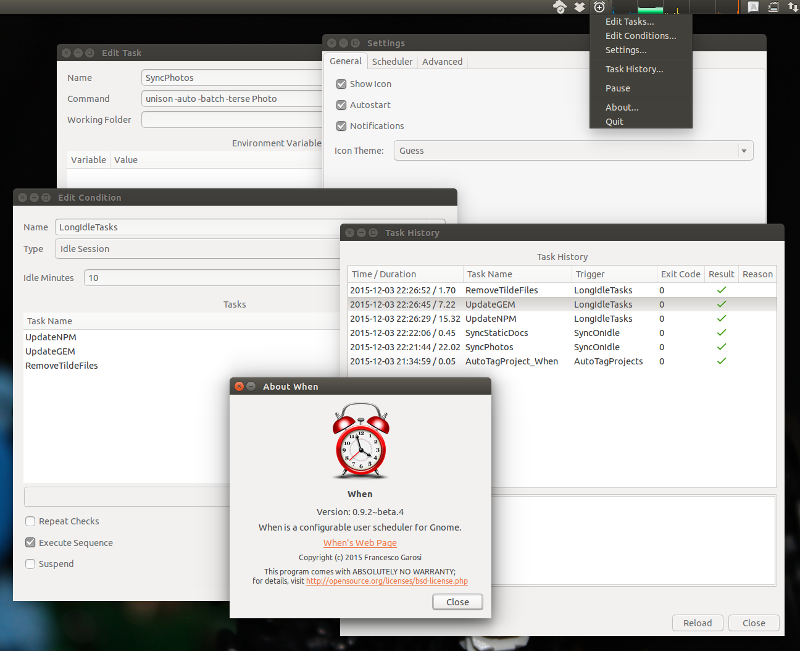 Edit Tasks...
Edit Conditions...
Settings...
Task History...
Pause
About...
Quit
Edit Task
Name SyncPhotos
Command unison -auto -batch -terse Photo
Working Folder
Environment Variable
Variable Value
Settings
General Scheduler Advanced
Show Icon
Autostart
Notifications
Icon Theme: Guess
Edit Condition
Name LongIdleTasks
Type Idle Session
Idle Minutes 10
Tasks
Task Name
UpdateNPM
UpdateGEM
RemoveTildeFiles
Repeat Checks
Execute Sequence
Suspend
Task History
Task History
Time / Duration Task Name Trigger Exit Code Result Reason
2015-12-03 22:26:52 / 1.70 RemoveTildeFiles LongIdleTasks 0
2015-12-03 22:26:45 / 7.22 UpdateGEM LongIdleTasks 0
2015-12-03 22:26:29 / 15.32 UpdateNPM LongIdleTasks 0
2015-12-03 22:22:06 / 0.45 SyncStaticDocs SyncOnIdle 0
2015-12-03 22:21:44 / 22.02 SyncPhotos SyncOnIdle 0
2015-12-03 21:34:59 / 0.05 AutoTagProject_When AutoTagProjects 0
Reload Close
About When
When
Version: 0.9.2~beta.4
When is a configurable user scheduler for Gnome.
When's Web Page
Copyright (c) 2015 Francesco Garosi
This program comes with ABSOLUTELY NO WARRANTY;
for details, visit http://opensource.org/licenses/bsd-license.php
Close